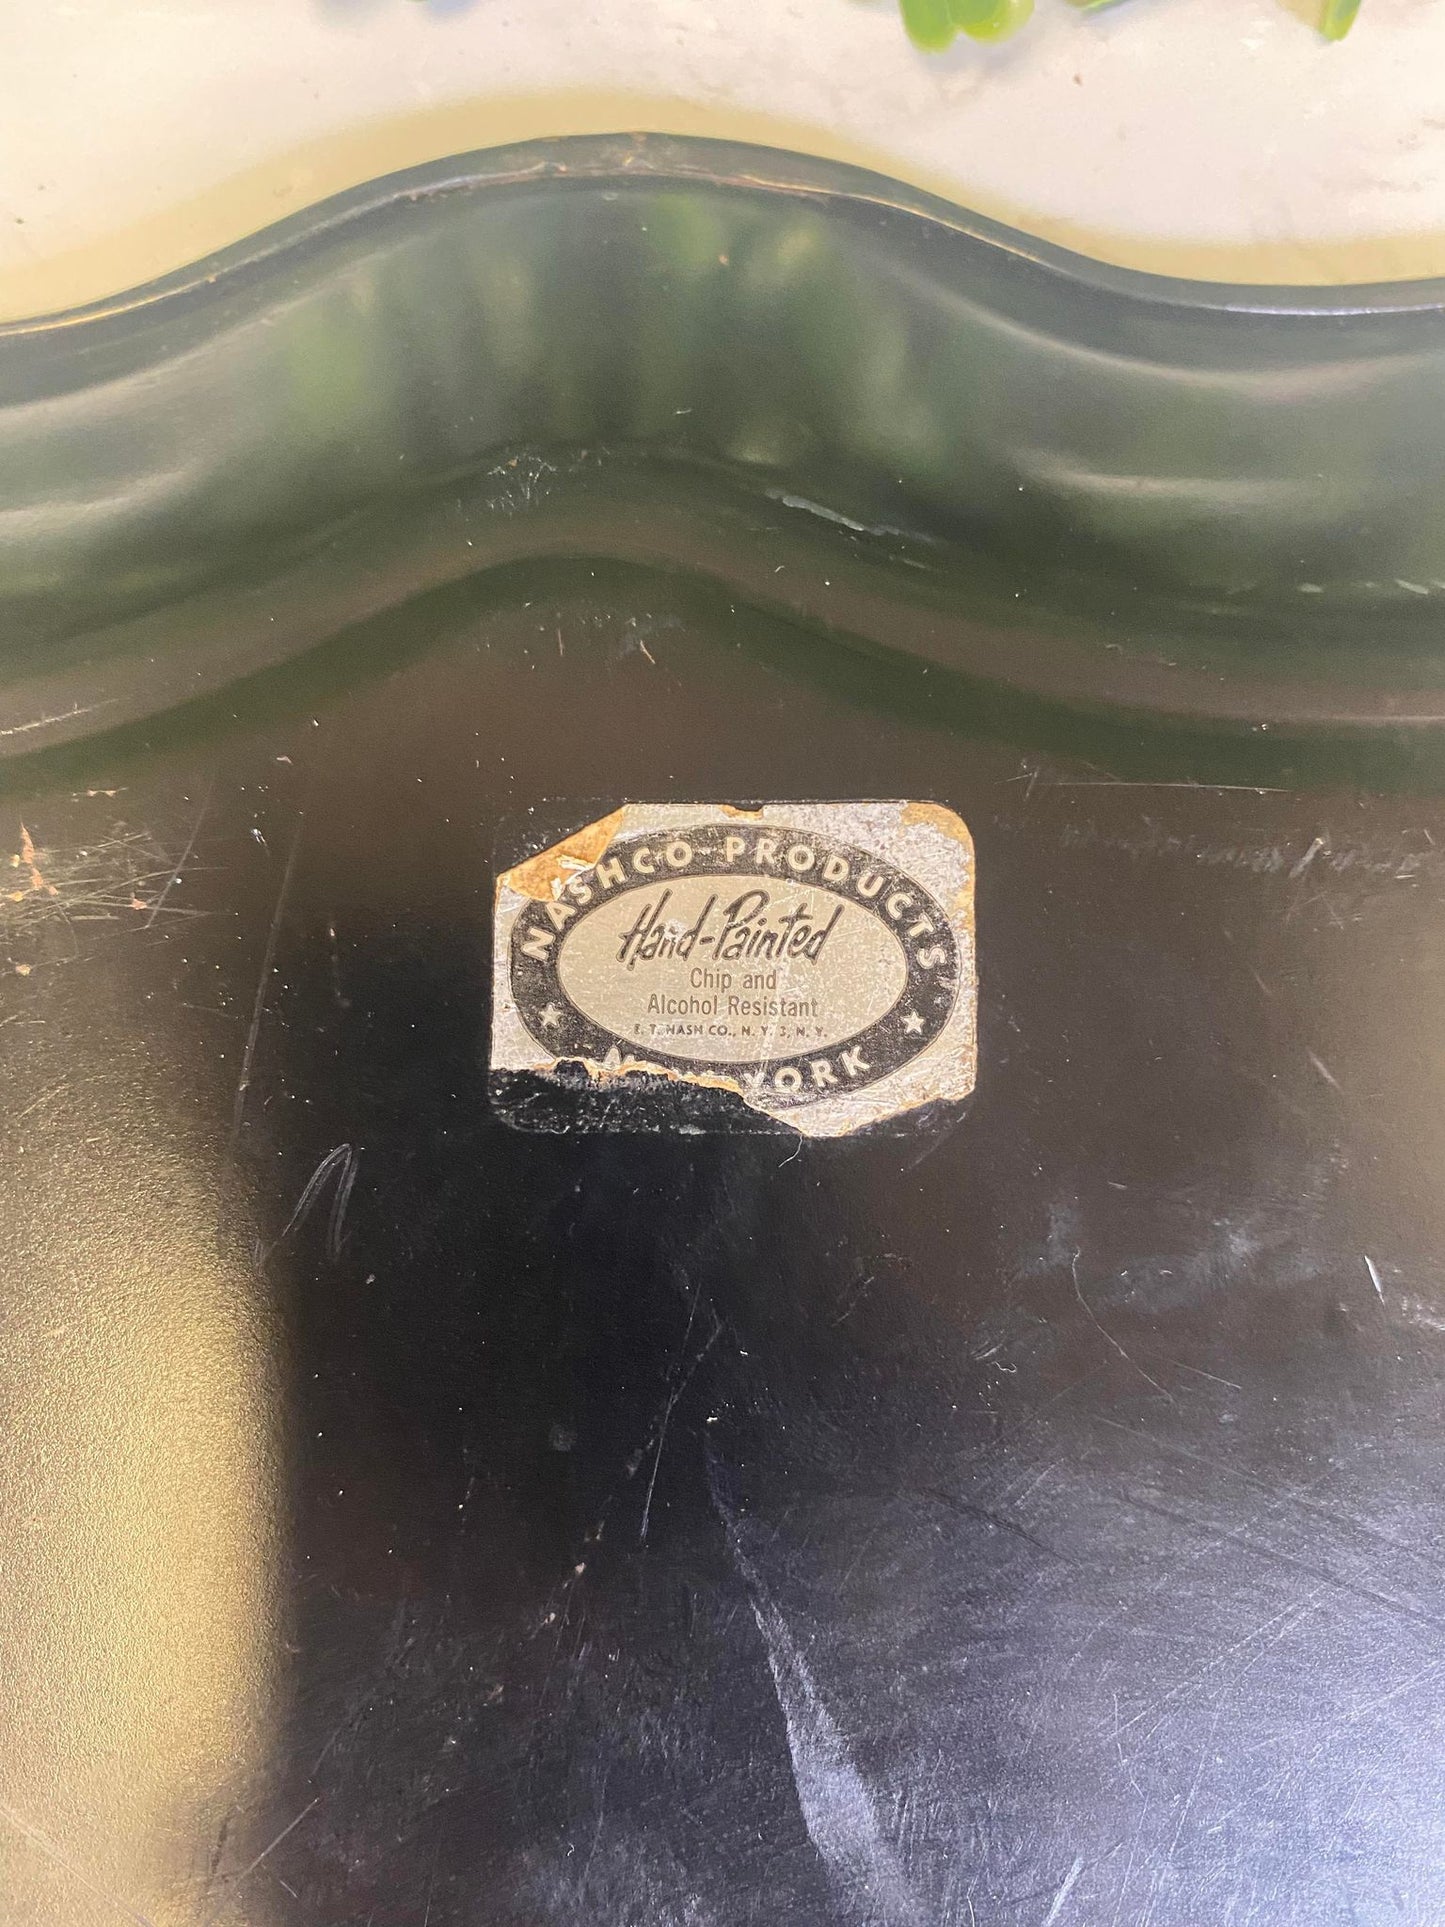 NASHCO-PRODUCTS
Hand-Painted
Chip and
Alcohol Resistant
E. T. NASH CO., N. Y. 3, N. Y.
YORK